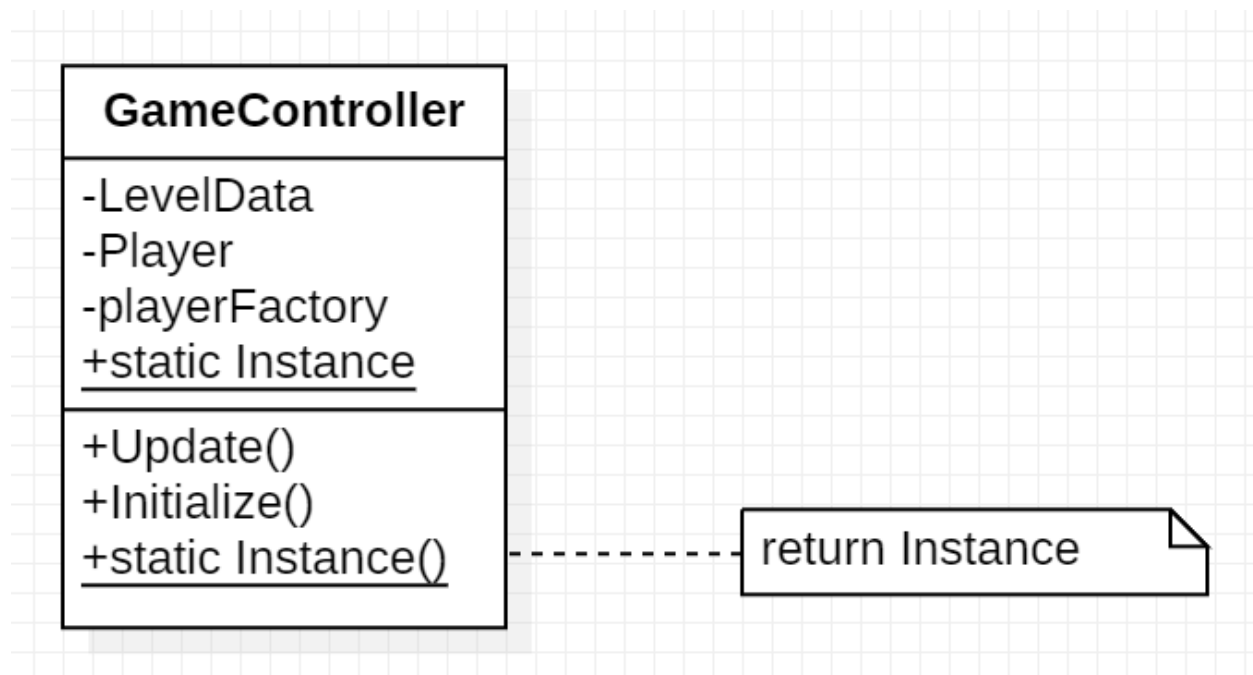 GameController
-LevelData
-Player
-playerFactory
+static Instance
+Update()
+Initialize()
+static Instance()
return Instance